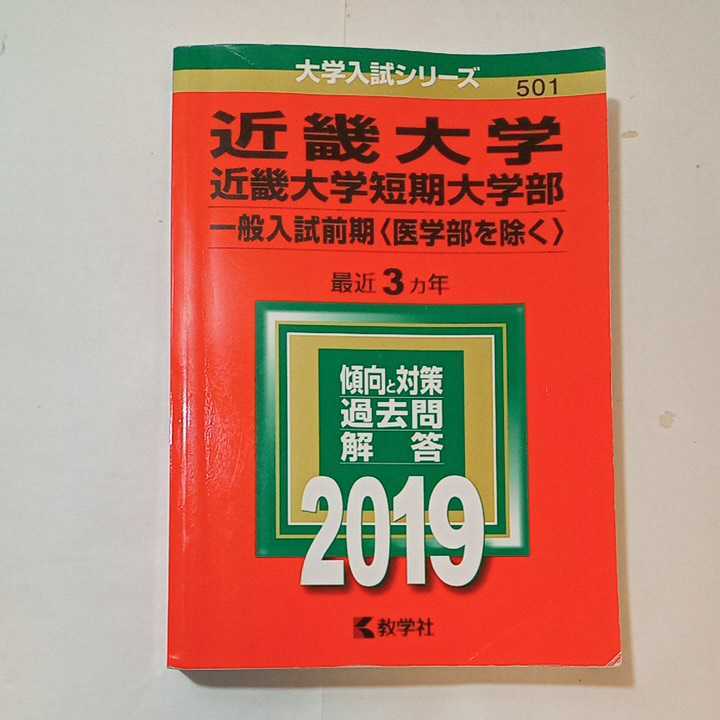 大学入試シリーズ
501
近畿大学
近畿大学短期大学部
一般入試前期〈医学部を除く〉
最近3カ年
傾向と対策
過去問
解答
2019
教学社